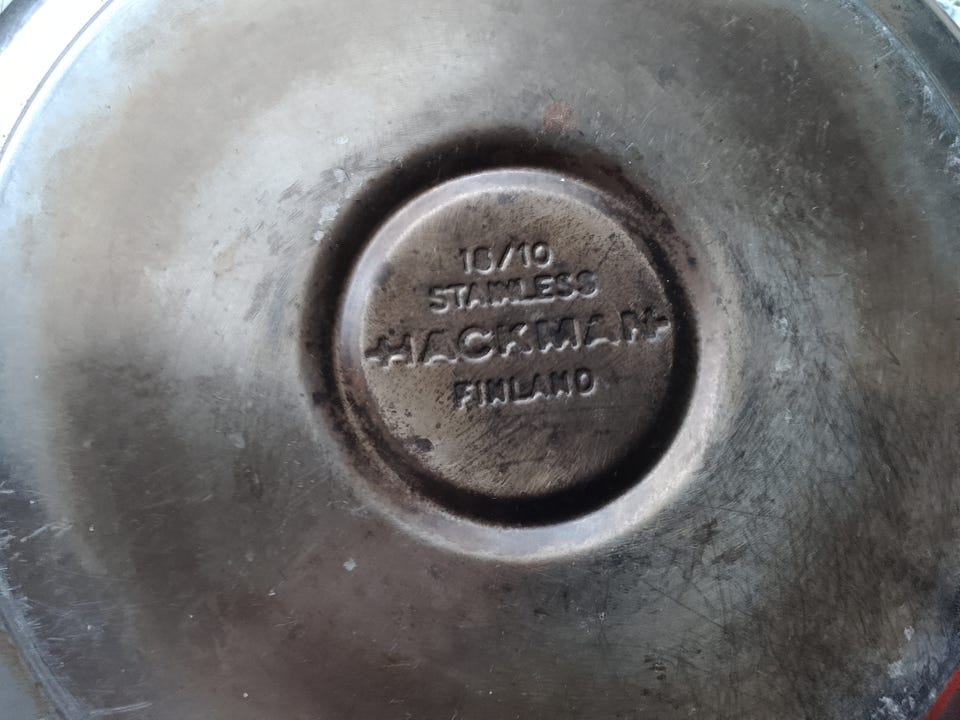 18/10
STAINLESS
HACKMAN
FINLAND